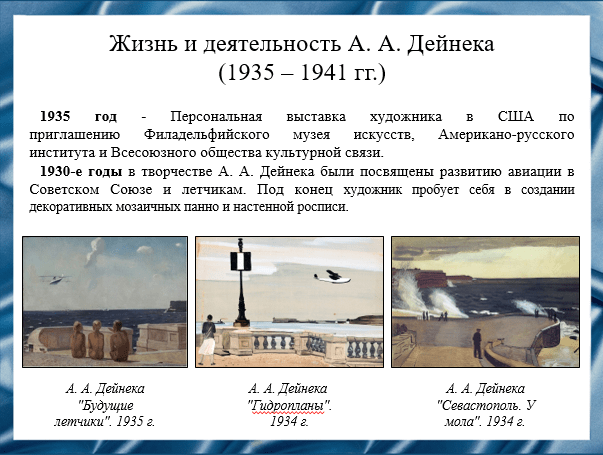 Жизнь и деятельность А. А. Дейнека
(1935 – 1941 гг.)
1935 год - Персональная выставка художника в США по
приглашению Филадельфийского музея искусств, Американо-русского
института и Всесоюзного общества культурной связи.
1930-е годы в творчестве А. А. Дейнека были посвящены развитию авиации в
Советском Союзе и летчикам. Под конец художник пробует себя в создании
декоративных мозаичных панно и настенной росписи.
А. А. Дейнека
"Будущие
летчики". 1935 г.
А. А. Дейнека
"Гидропланы".
1934 г.
А. А. Дейнека
"Севастополь. У
мола". 1934 г.